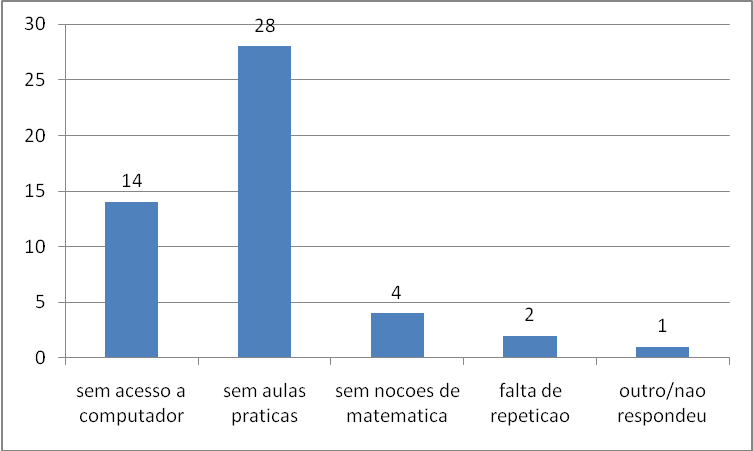 30
25
20
15
10
5
0
14
28
4
2
1
sem acesso a
computador
sem aulas
praticas
sem nocoes de
matematica
falta de
repeticao
outro/nao
respondeu